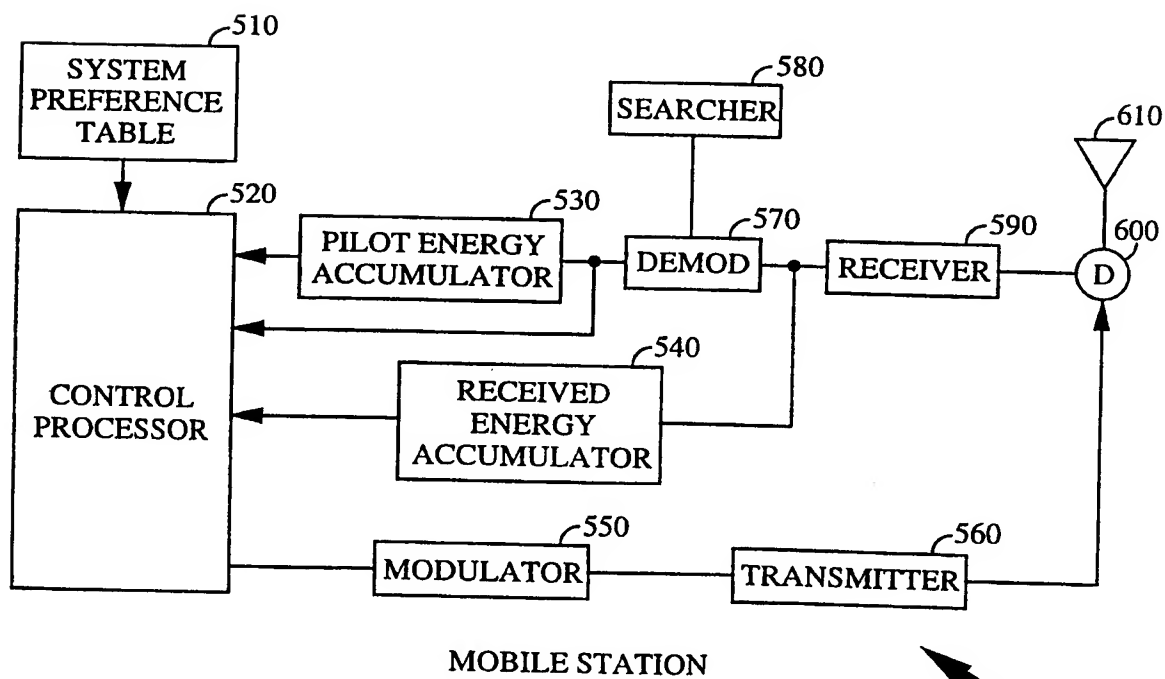 510
SYSTEM
PREFERENCE
TABLE
580
SEARCHER
610
520
530
PILOT ENERGY
ACCUMULATOR
570
DEMOD
590
RECEIVER
600
D
540
RECEIVED
ENERGY
ACCUMULATOR
CONTROL
PROCESSOR
550
MODULATOR
560
TRANSMITTER
MOBILE STATION